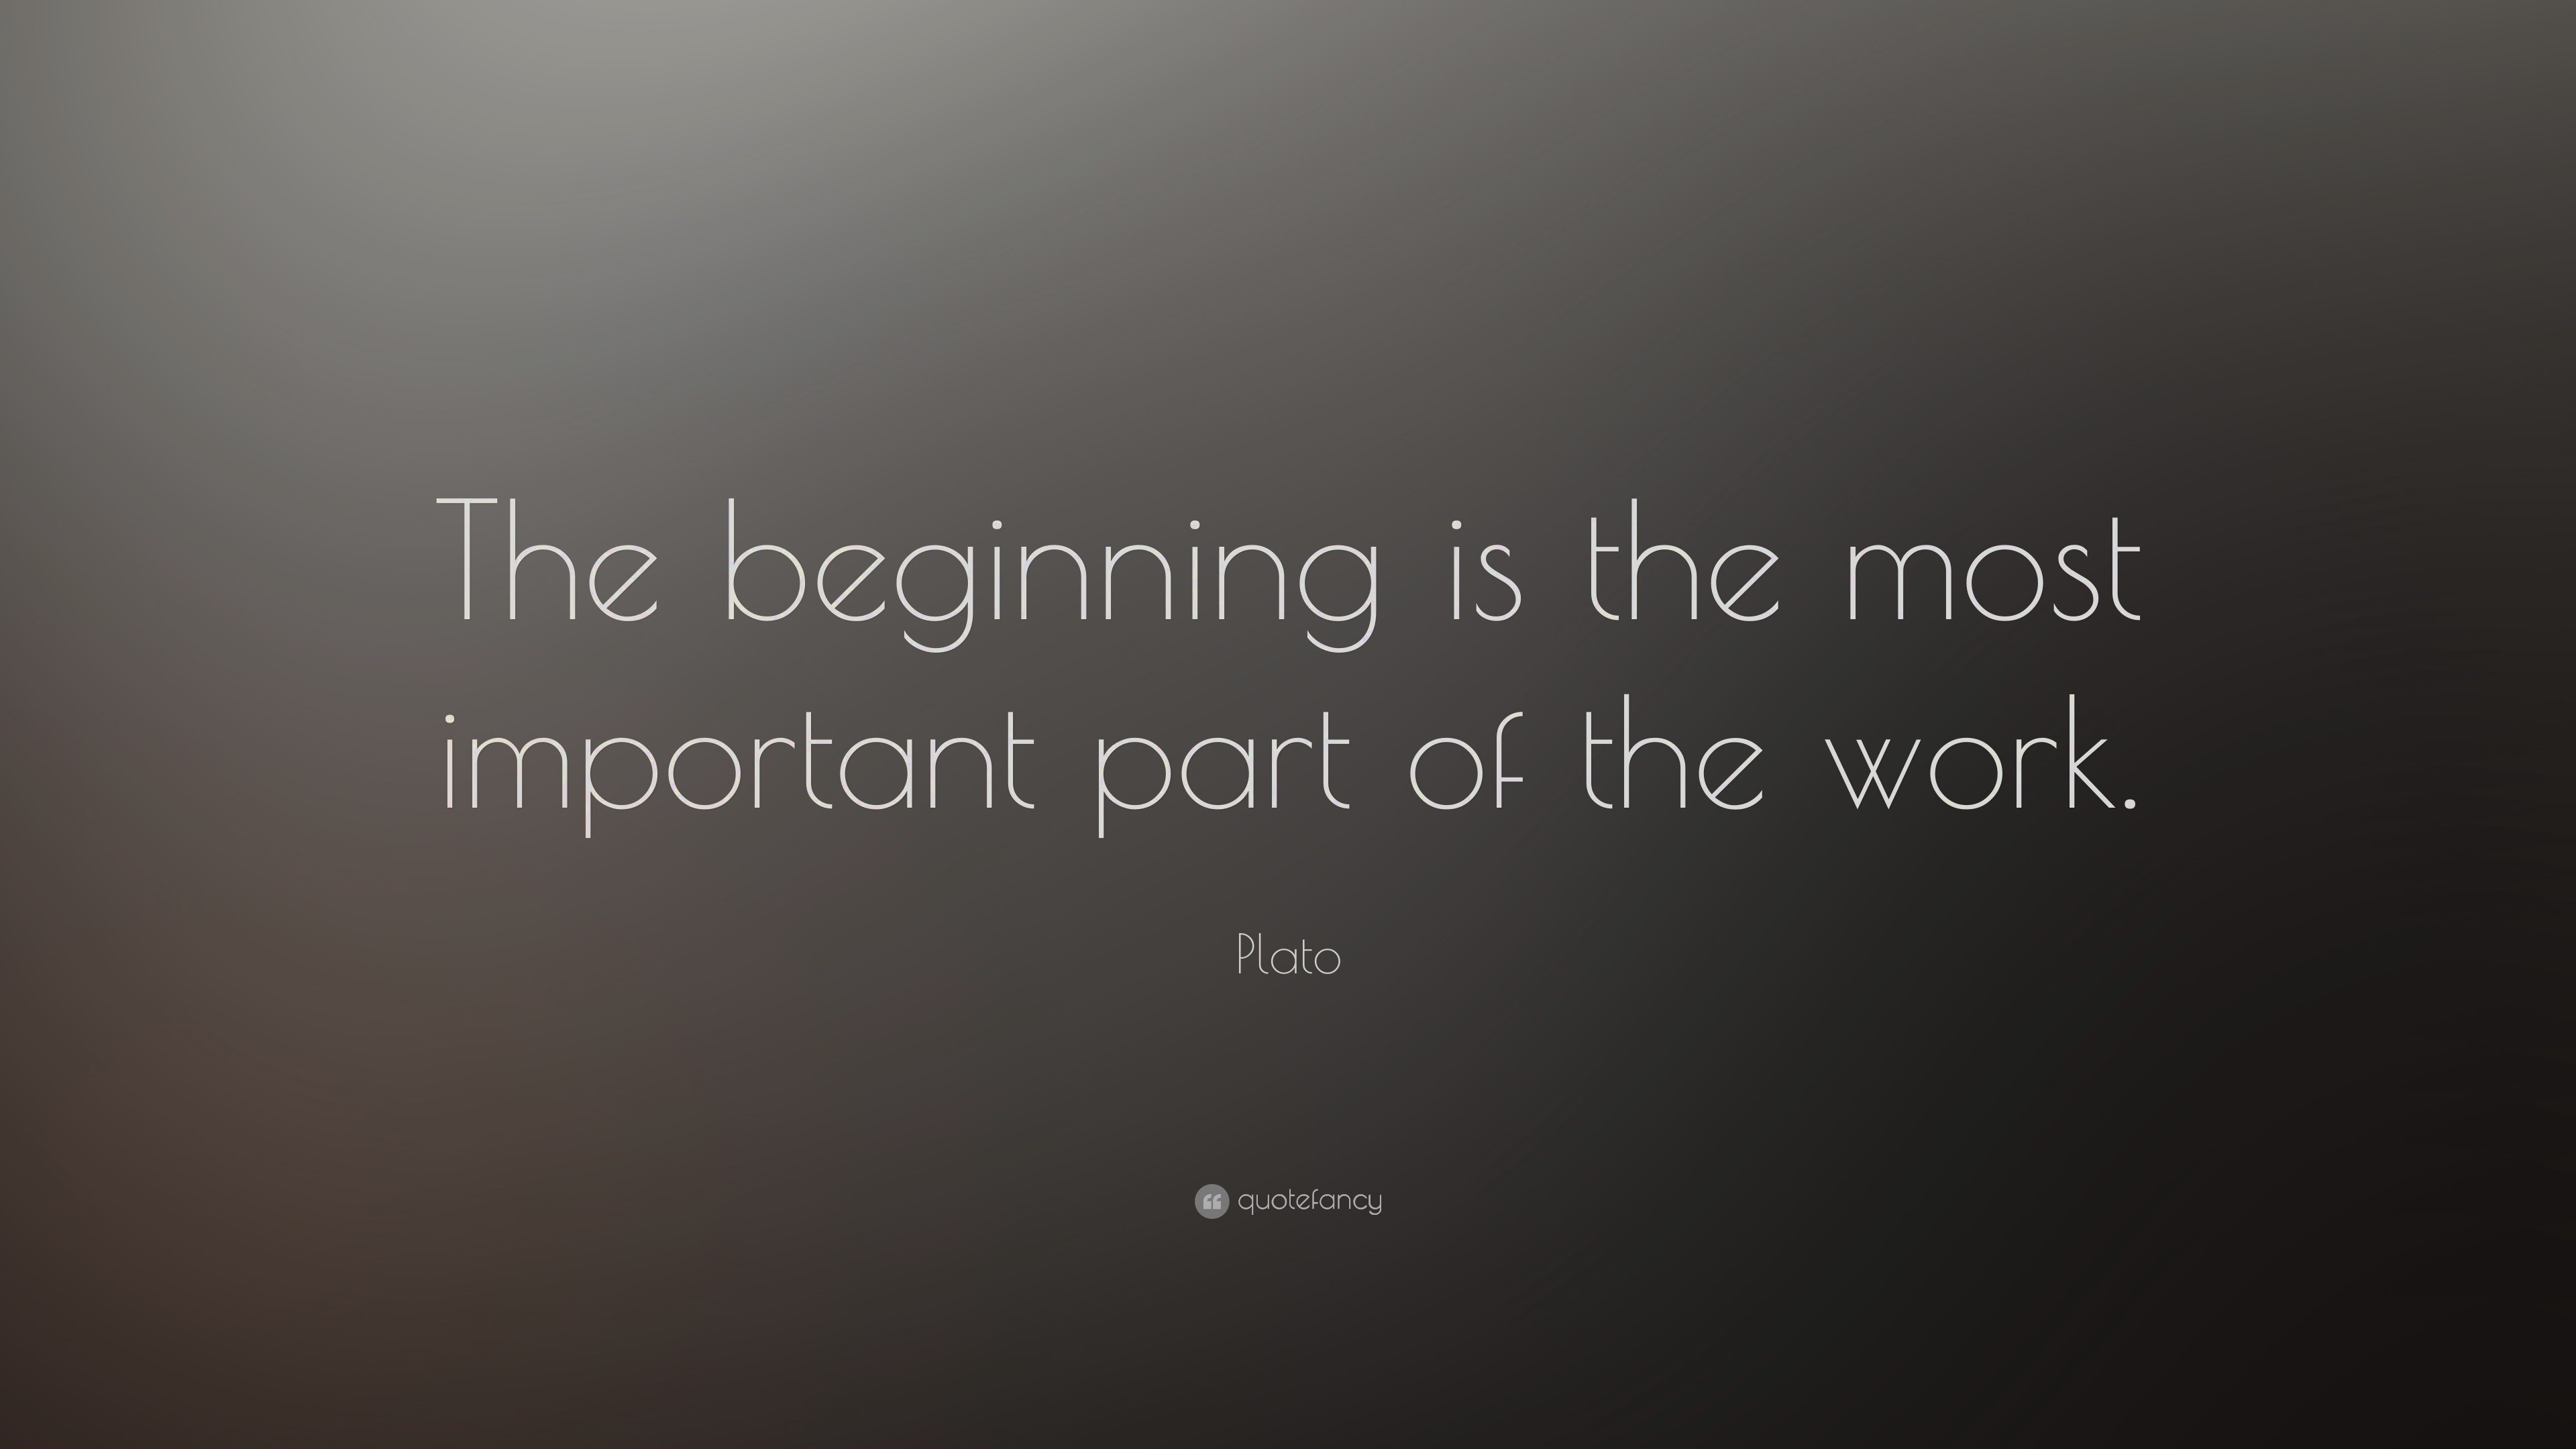 The beginning is the most
important part of the work.
Plato
quotefancy